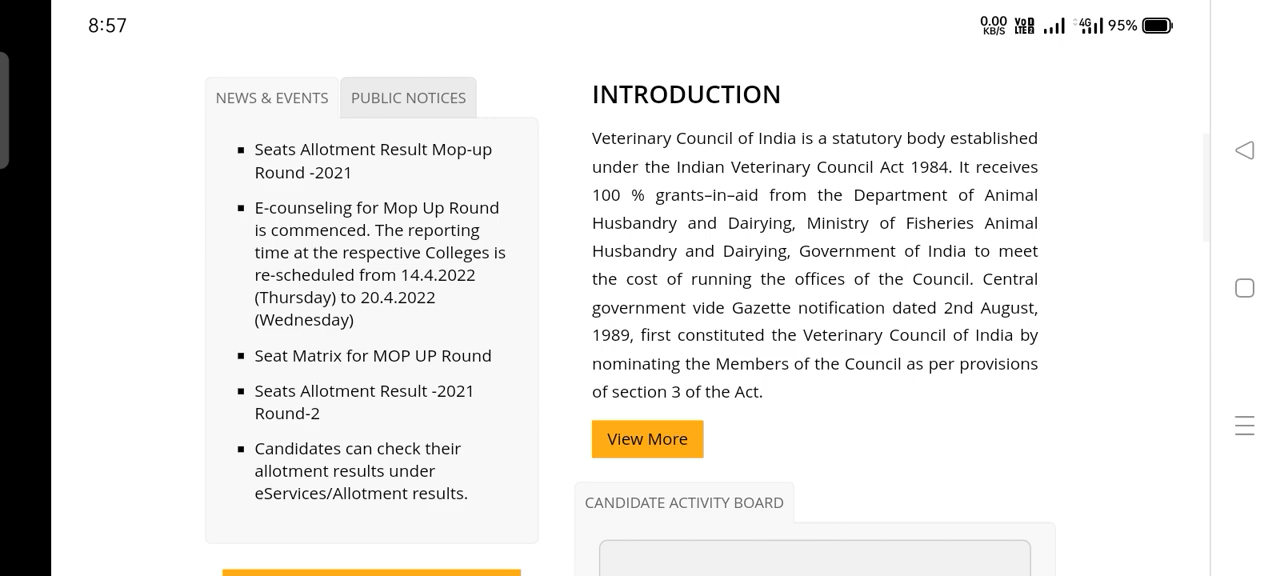 8:57
0.00 KB/S VoD LTE2 4G 95%
NEWS & EVENTS
PUBLIC NOTICES
▪ Seats Allotment Result Mop-up
Round -2021
▪ E-counseling for Mop Up Round
is commenced. The reporting
time at the respective Colleges is
re-scheduled from 14.4.2022
(Thursday) to 20.4.2022
(Wednesday)
▪ Seat Matrix for MOP UP Round
▪ Seats Allotment Result -2021
Round-2
▪ Candidates can check their
allotment results under
eServices/Allotment results.
INTRODUCTION
Veterinary Council of India is a statutory body established
under the Indian Veterinary Council Act 1984. It receives
100 % grants–in–aid from the Department of Animal
Husbandry and Dairying, Ministry of Fisheries Animal
Husbandry and Dairying, Government of India to meet
the cost of running the offices of the Council. Central
government vide Gazette notification dated 2nd August,
1989, first constituted the Veterinary Council of India by
nominating the Members of the Council as per provisions
of section 3 of the Act.
View More
CANDIDATE ACTIVITY BOARD